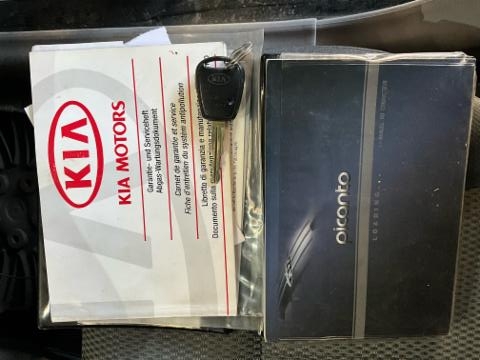 KIA
KIA MOTORS
Garantie- und Serviceheft
Abgas-Wartungsdokument
Carnet de garantie et service
Fiche d'entretien du système antipollution
Libretto di garanzia e manutenzione
Documento sulla
KIA
picanto
LOADING...